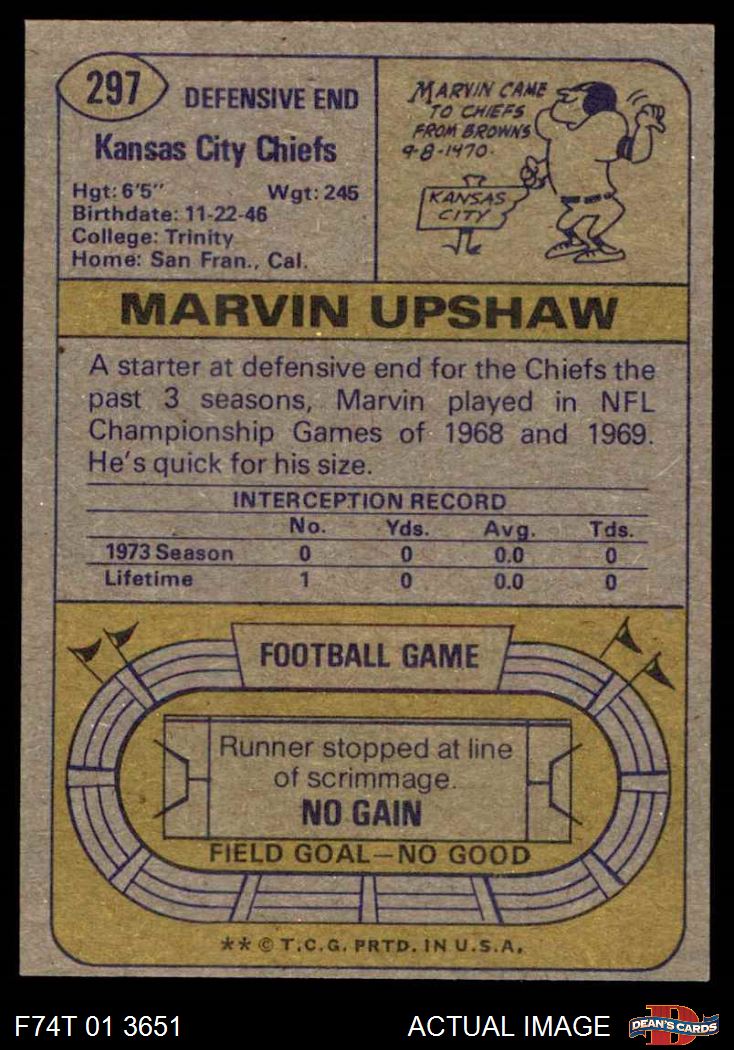 297
DEFENSIVE END
Kansas City Chiefs
Hgt: 6'5" Wgt: 245
Birthdate: 11-22-46
College: Trinity
Home: San Fran., Cal.
MARVIN CAME
TO CHIEFS
FROM BROWNS
9-8-1970.
KANSAS
CITY
MARVIN UPSHAW
A starter at defensive end for the Chiefs the
past 3 seasons, Marvin played in NFL
Championship Games of 1968 and 1969.
He's quick for his size.
INTERCEPTION RECORD
No. Yds. Avg. Tds.
1973 Season 0 0 0.0 0
Lifetime 1 0 0.0 0
FOOTBALL GAME
Runner stopped at line
of scrimmage.
NO GAIN
FIELD GOAL—NO GOOD
** © T.C.G. PRTD. IN U.S.A.
F74T 01 3651 ACTUAL IMAGE
D
DEAN'S CARDS